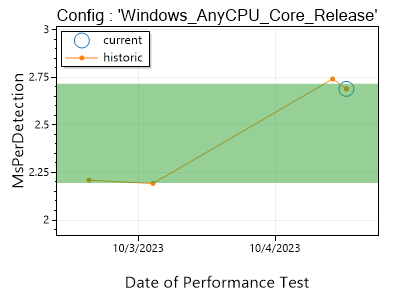 Config : 'Windows_AnyCPU_Core_Release'
current
historic
3
2.75
2.5
2.25
2
MsPerDetection
10/3/2023
10/4/2023
Date of Performance Test